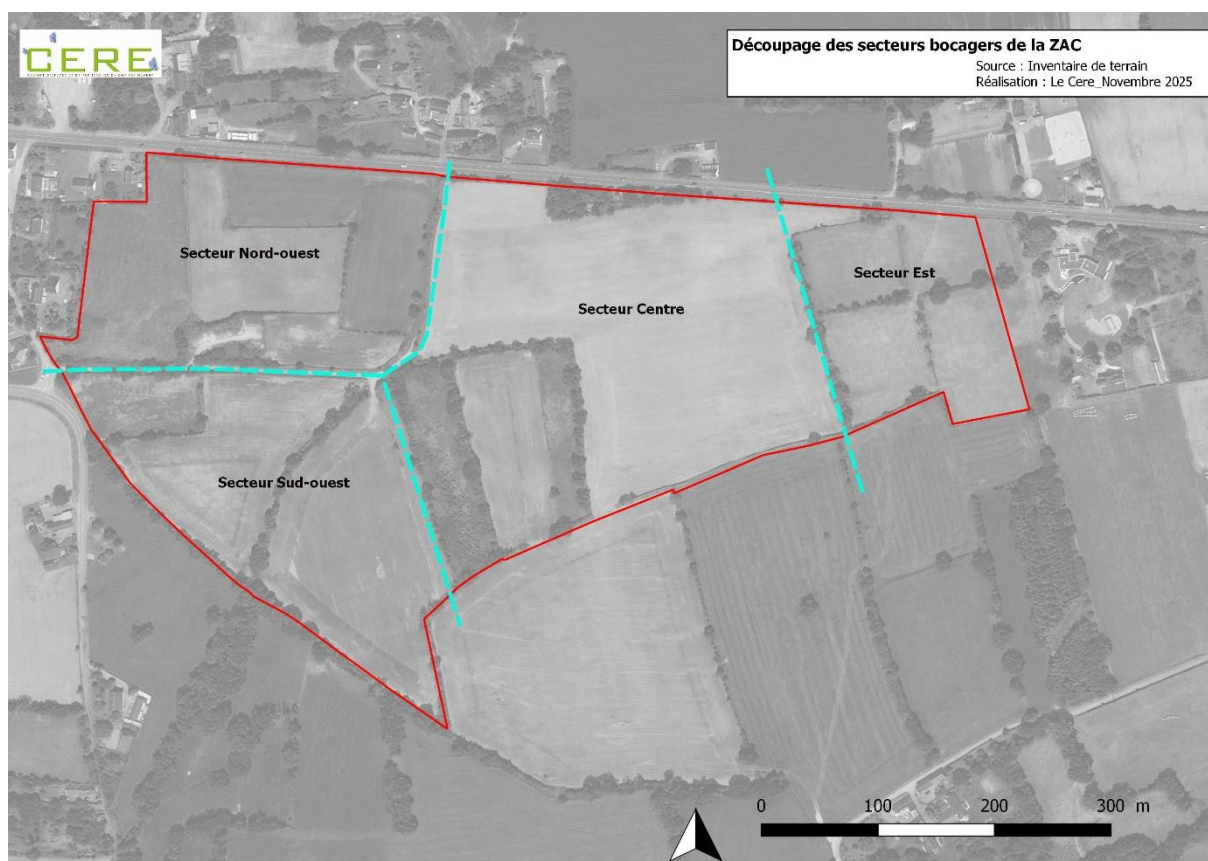 CERE
Découpage des secteurs bocagers de la ZAC
Source : Inventaire de terrain
Réalisation : Le Cere_Novembre 2025
Secteur Nord-ouest
Secteur Est
Secteur Centre
Secteur Sud-ouest
0 100 200 300 m